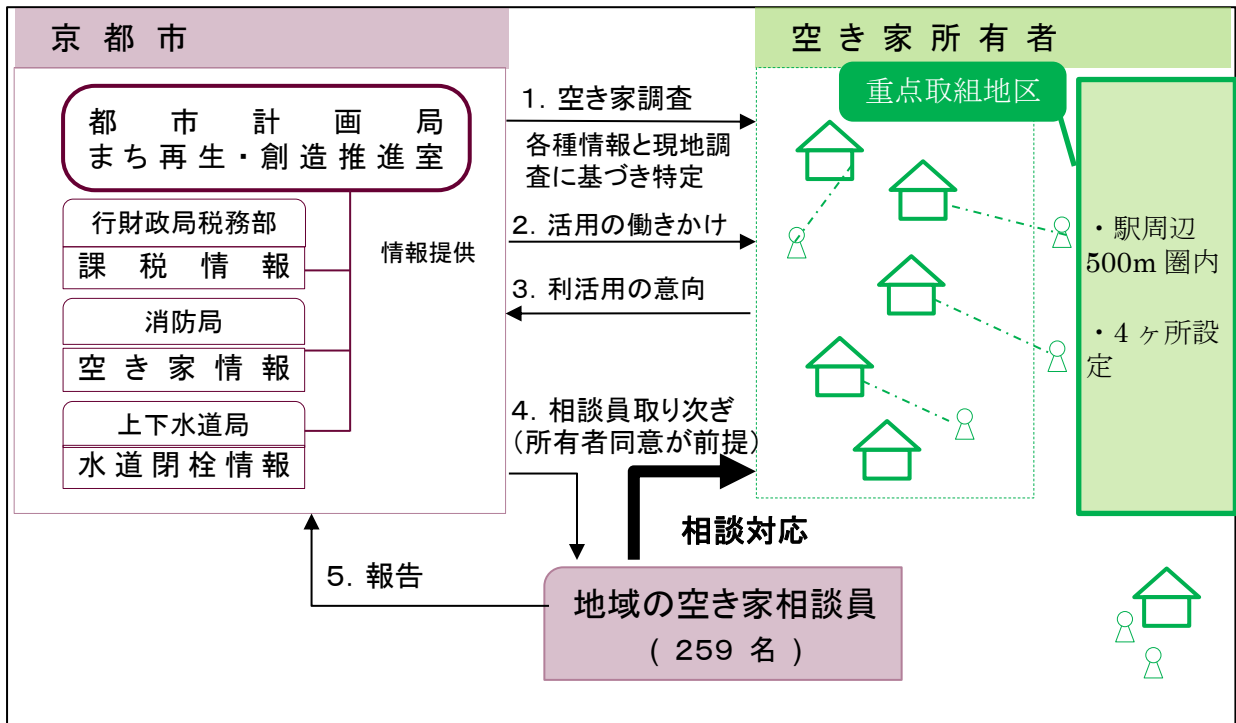 京都市
都市計画局
まち再生・創造推進室
行財政局税務部
課税情報
消防局
空き家情報
上下水道局
水道閉栓情報
情報提供
1．空き家調査
各種情報と現地調
査に基づき特定
2．活用の働きかけ
3．利活用の意向
4．相談員取り次ぎ
（所有者同意が前提）
相談対応
5．報告
地域の空き家相談員
( 259 名 )
空き家所有者
重点取組地区
・駅周辺
500m 圏内
・4 ヶ所設
定